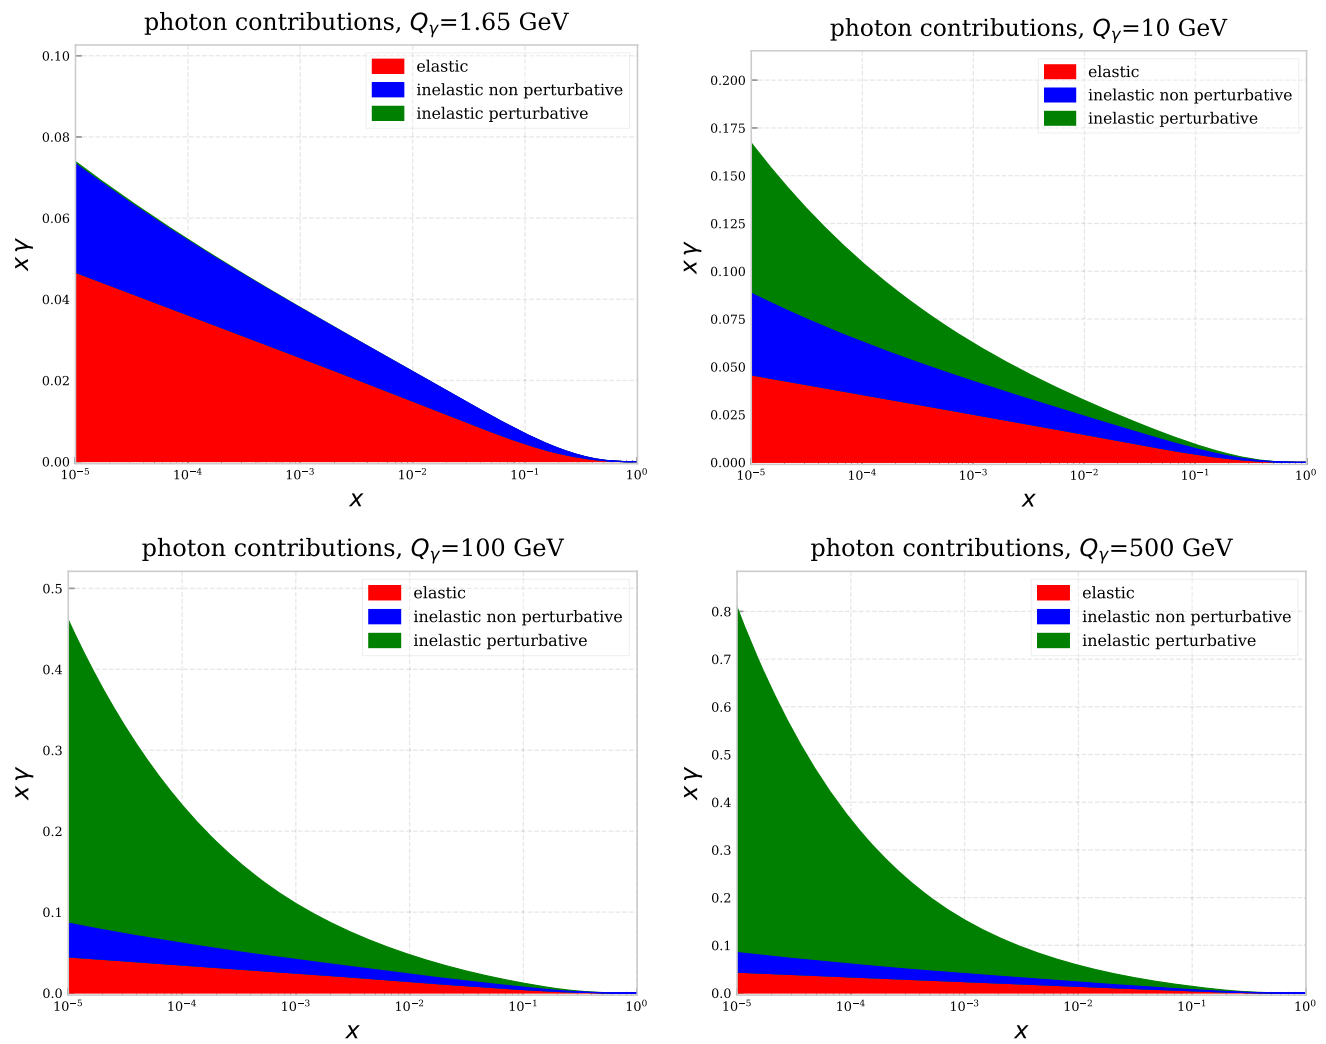 photon contributions, Qγ=1.65 GeV
0.10
0.08
0.06
0.04
0.02
0.00
x γ
elastic
inelastic non perturbative
inelastic perturbative
10⁻⁵ 10⁻⁴ 10⁻³ 10⁻² 10⁻¹ 10⁰
x
photon contributions, Qγ=10 GeV
0.200
0.175
0.150
0.125
0.100
0.075
0.050
0.025
0.000
x γ
elastic
inelastic non perturbative
inelastic perturbative
10⁻⁵ 10⁻⁴ 10⁻³ 10⁻² 10⁻¹ 10⁰
x
photon contributions, Qγ=100 GeV
0.5
0.4
0.3
0.2
0.1
0.0
x γ
elastic
inelastic non perturbative
inelastic perturbative
10⁻⁵ 10⁻⁴ 10⁻³ 10⁻² 10⁻¹ 10⁰
x
photon contributions, Qγ=500 GeV
0.8
0.7
0.6
0.5
0.4
0.3
0.2
0.1
0.0
x γ
elastic
inelastic non perturbative
inelastic perturbative
10⁻⁵ 10⁻⁴ 10⁻³ 10⁻² 10⁻¹ 10⁰
x